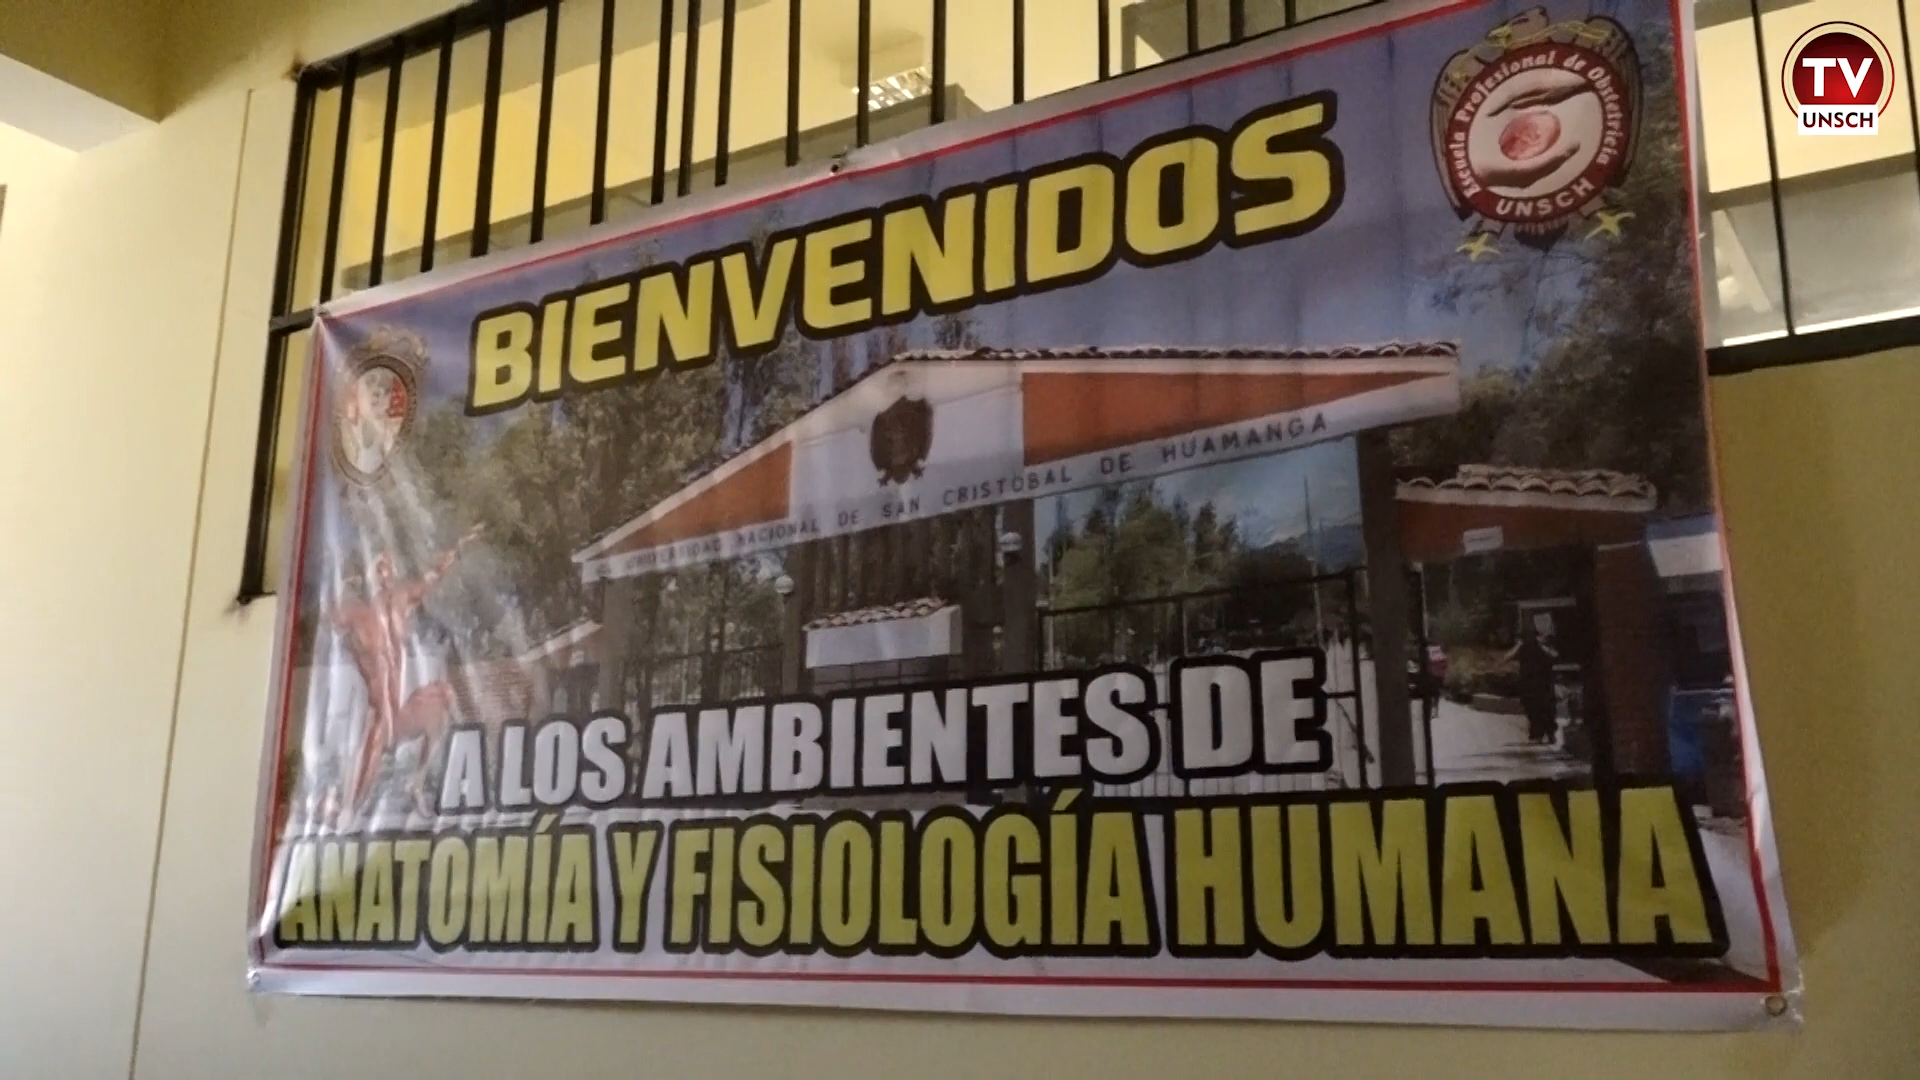 TV
UNSCH
Escuela Profesional de Obstetricia
UNSCH
BIENVENIDOS
UNIVERSIDAD NACIONAL DE SAN CRISTOBAL DE HUAMANGA
A LOS AMBIENTES DE
ANATOMÍA Y FISIOLOGÍA HUMANA